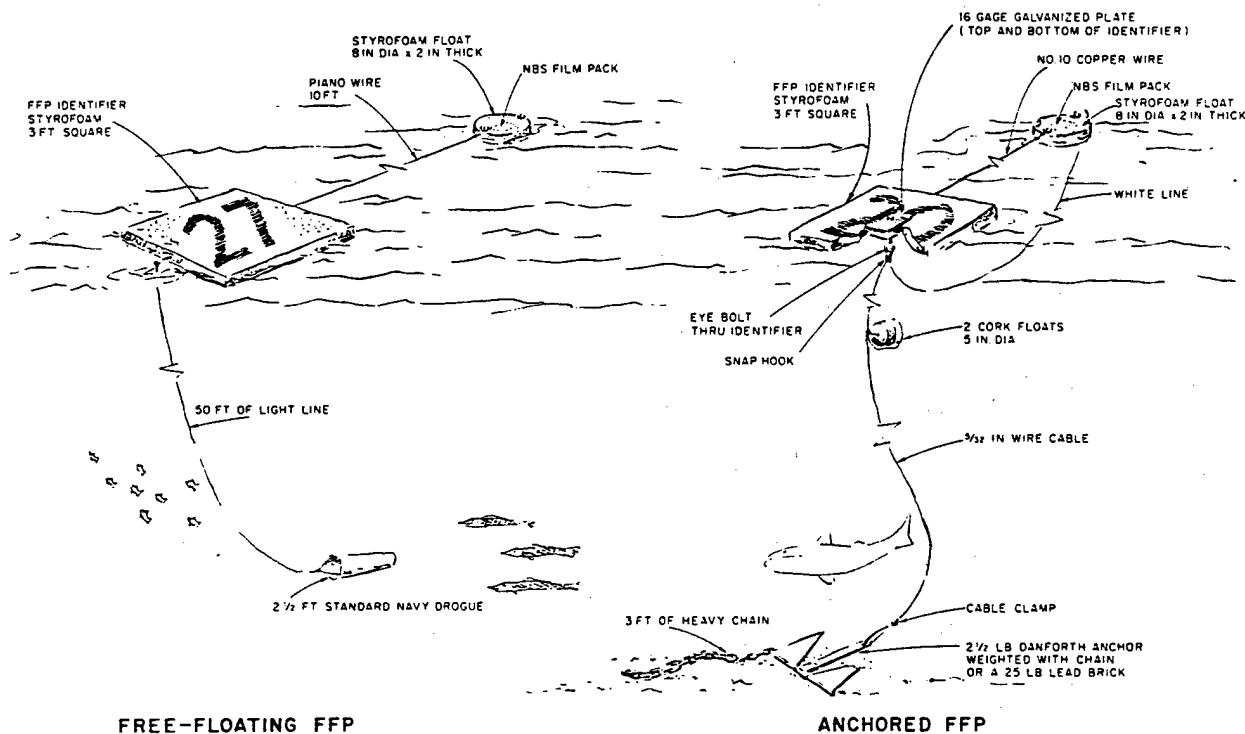 STYROFOAM FLOAT
8 IN DIA x 2 IN THICK
NBS FILM PACK
PIANO WIRE
10 FT
FFP IDENTIFIER
STYROFOAM
3 FT SQUARE
27
50 FT OF LIGHT LINE
2 1/2 FT STANDARD NAVY DROGUE
FREE-FLOATING FFP
16 GAGE GALVANIZED PLATE
(TOP AND BOTTOM OF IDENTIFIER)
NO. 10 COPPER WIRE
NBS FILM PACK
STYROFOAM FLOAT
8 IN DIA x 2 IN THICK
FFP IDENTIFIER
STYROFOAM
3 FT SQUARE
WHITE LINE
EYE BOLT
THRU IDENTIFIER
SNAP HOOK
2 CORK FLOATS
5 IN. DIA
5/32 IN WIRE CABLE
CABLE CLAMP
3 FT OF HEAVY CHAIN
2 1/2 LB DANFORTH ANCHOR
WEIGHTED WITH CHAIN
OR A 25 LB LEAD BRICK
ANCHORED FFP